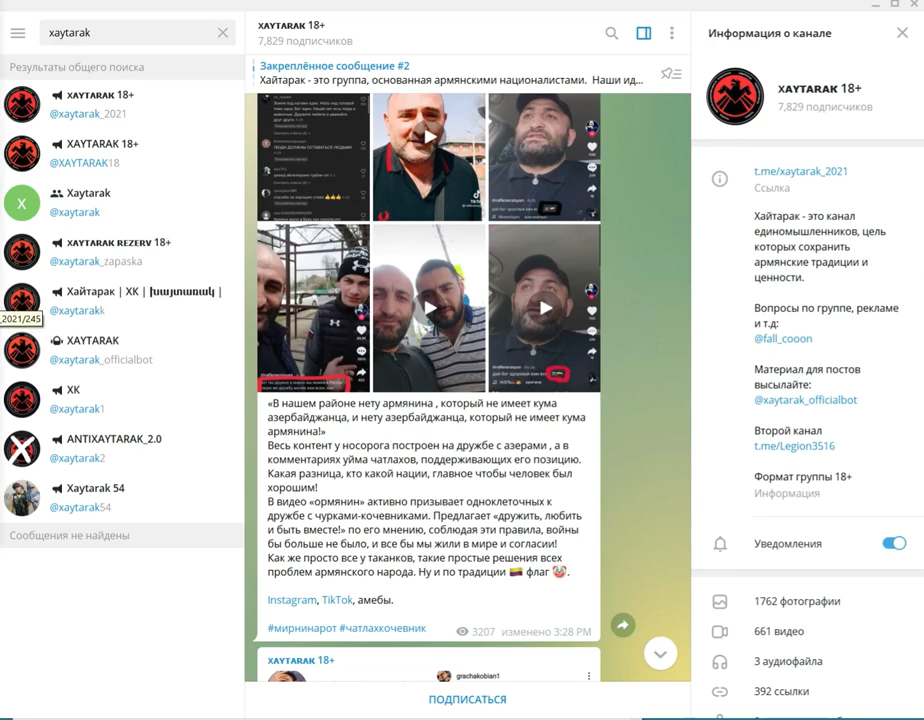 xaytarak
Результаты общего поиска
XAYTARAK 18+
@xaytarak_2021
XAYTARAK 18+
@XAYTARAK18
X
Xaytarak
@xaytarak
XAYTARAK REZERV 18+
@xaytarak_zapaska
Хайтарак | ХК | խայտառակ |
@xaytarakk
_2021/245
XAYTARAK
@xaytarak_officialbot
ХК
@xaytarak1
ANTIXAYTARAK_2.0
@xaytarak2
Xaytarak 54
@xaytarak54
Сообщения не найдены
XAYTARAK 18+
7,829 подписчиков
Закреплённое сообщение #2
Хайтарак - это группа, основанная армянскими националистами. Наши ид...
ЛЮДИ ДОЛЖНЫ ОСТАВАТЬСЯ ЛЮДЬМИ
«В нашем районе нету армянина , который не имеет кума
азербайджанца, и нету азербайджанца, который не имеет кума
армянина!»
Весь контент у носорога построен на дружбе с азерами , а в
комментариях уйма чатлахов, поддерживающих его позицию.
Какая разница, кто какой нации, главное чтобы человек был
хорошим!
В видео «ормянин» активно призывает одноклеточных к
дружбе с чурками-кочевниками. Предлагает «дружить, любить
и быть вместе!» по его мнению, соблюдая эти правила, войны
бы больше не было, и все бы мы жили в мире и согласии!
Как же просто все у таканков, такие простые решения всех
проблем армянского народа. Ну и по традиции 🇨🇴 флаг 🤡.
Instagram, TikTok, амебы.
#мирнинарот #чатлахкочевник
3207 изменено 3:28 PM
XAYTARAK 18+
grachakobian1
ПОДПИСАТЬСЯ
Информация о канале
XAYTARAK 18+
7,829 подписчиков
t.me/xaytarak_2021
Ссылка
Хайтарак - это канал
единомышленников, цель
которых сохранить
армянские традиции и
ценности.
Вопросы по группе, рекламе
и т.д:
@fall_cooon
Материал для постов
высылайте:
@xaytarak_officialbot
Второй канал
t.me/Legion3516
Формат группы 18+
Информация
Уведомления
1762 фотографии
661 видео
3 аудиофайла
392 ссылки